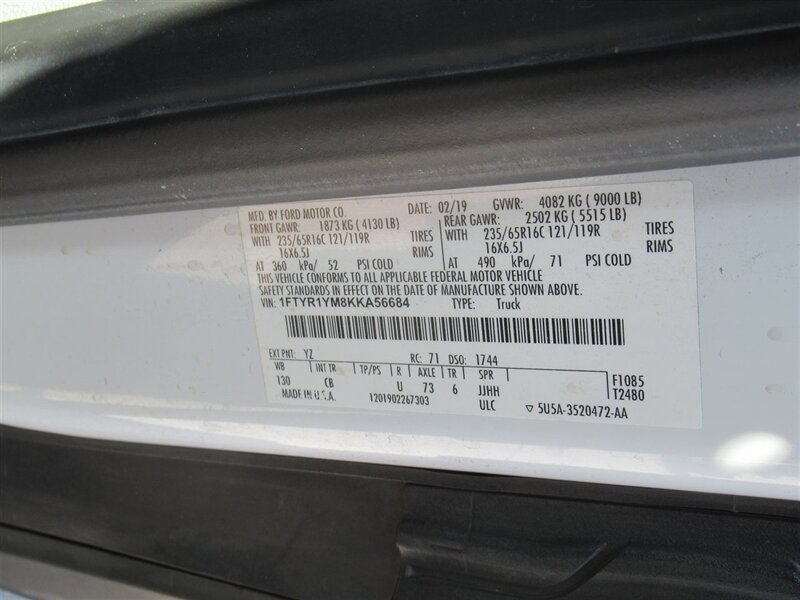 MFD. BY FORD MOTOR CO. DATE: 02/19 GVWR: 4082 KG ( 9000 LB)
FRONT GAWR: 1873 KG ( 4130 LB) REAR GAWR: 2502 KG ( 5515 LB)
WITH 235/65R16C 121/119R TIRES WITH 235/65R16C 121/119R TIRES
16X6.5J RIMS 16X6.5J RIMS
AT 360 kPa/ 52 PSI COLD AT 490 kPa/ 71 PSI COLD
THIS VEHICLE CONFORMS TO ALL APPLICABLE FEDERAL MOTOR VEHICLE
SAFETY STANDARDS IN EFFECT ON THE DATE OF MANUFACTURE SHOWN ABOVE.
VIN: 1FTYR1YM8KKA56684 TYPE: Truck
EXT PNT: YZ RC: 71 DSO: 1744
WB INT TR TP/PS R AXLE TR SPR F1085
130 CB U 73 6 JJHH T2480
MADE IN U.S.A. 1201902267303 ULC ▽ 5U5A-3520472-AA